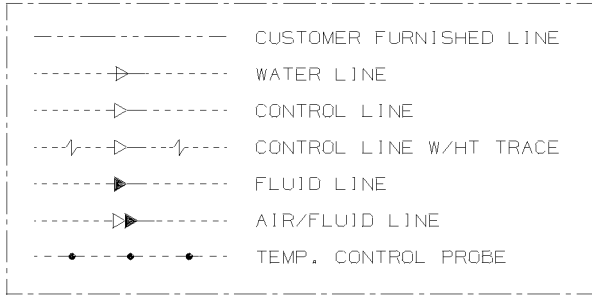 CUSTOMER FURNISHED LINE
WATER LINE
CONTROL LINE
CONTROL LINE W/HT TRACE
FLUID LINE
AIR/FLUID LINE
TEMP. CONTROL PROBE